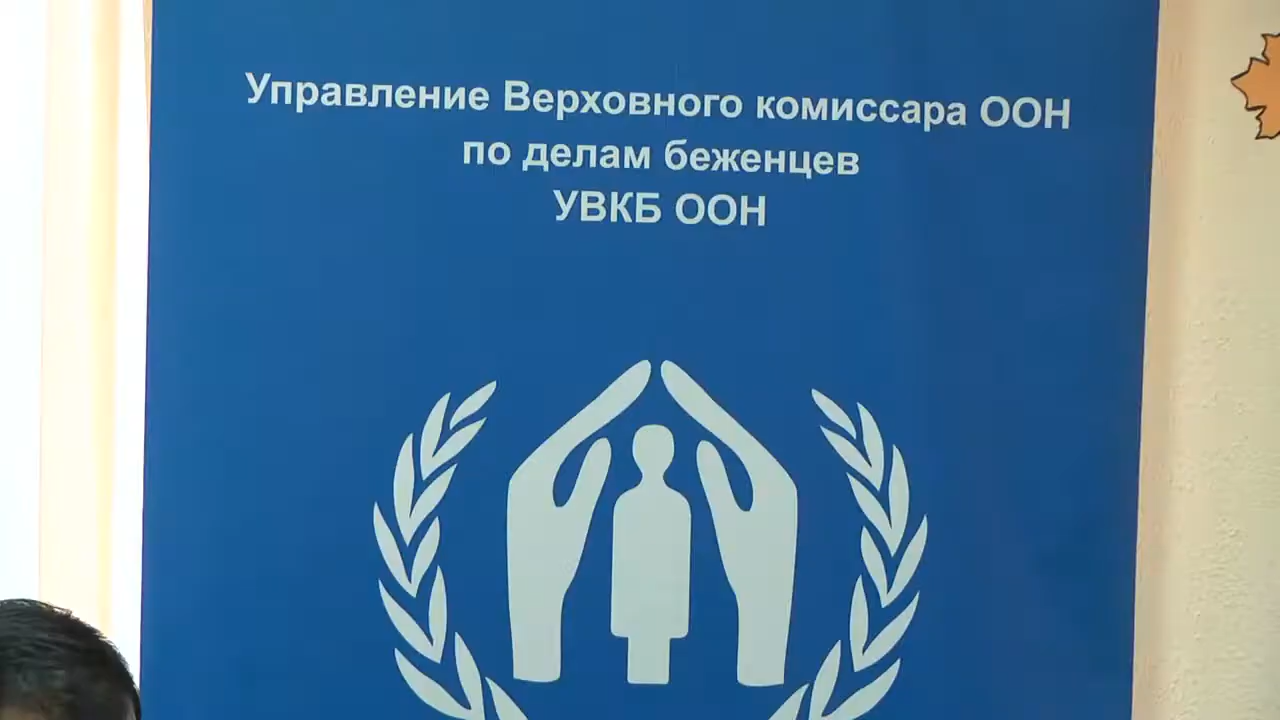 Управление Верховного комиссара ООН
по делам беженцев
УВКБ ООН